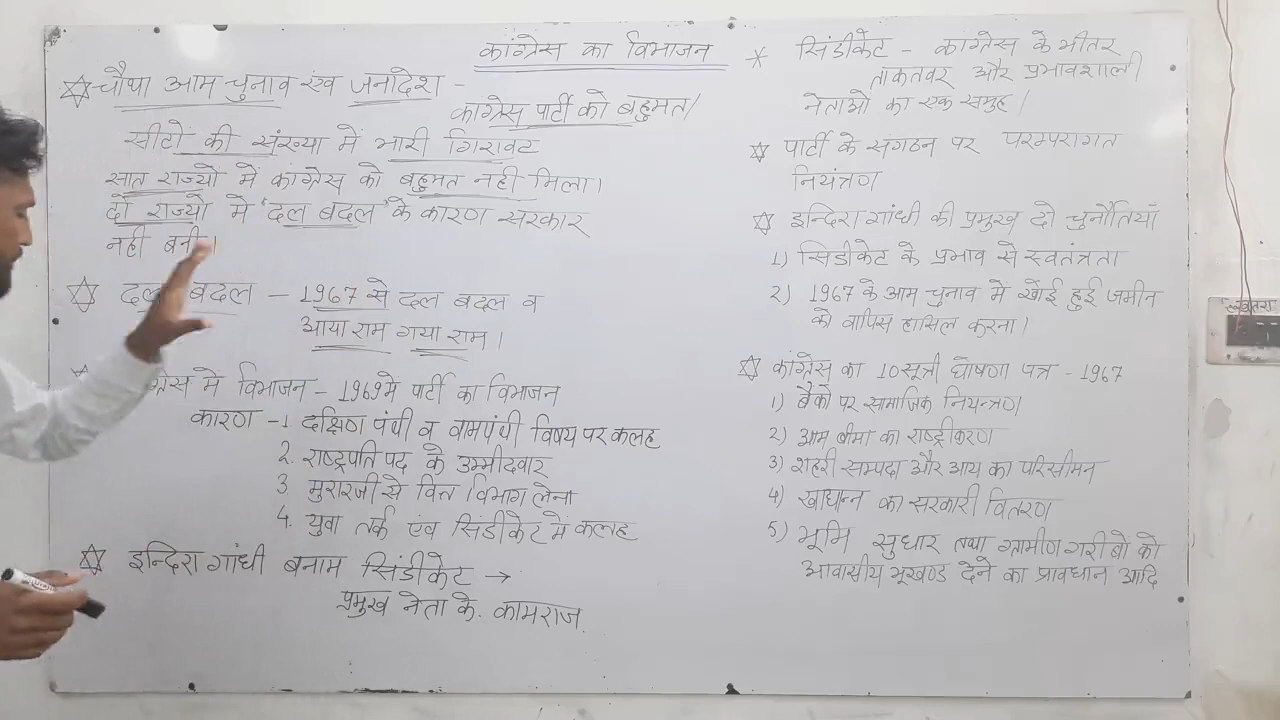 कांग्रेस का विभाजन
चौथा आम चुनाव एंव जनादेश -
कांग्रेस पार्टी को बहुमत।
सीटों की संख्या में भारी गिरावट
सात राज्यों में कांग्रेस को बहुमत नही मिला।
दो राज्यो मे "दल बदल" के कारण सरकार
नही बनी।
दल बदल - 1967 से दल बदल व
आया राम गया राम।
ग्रेस में विभाजन - 1969 मे पार्टी का विभाजन
कारण - 1 दक्षिण पंथी व वामपंथी विषय पर कलह
2. राष्ट्रपति पद के उम्मीदवार
3. मुरारजी से वित्त विभाग लेना
4. युवा तर्क एंव सिंडीकेट मे कलह
इन्दिरा गांधी बनाम सिंडीकेट →
प्रमुख नेता के. कामराज.
* सिंडीकेट - कांग्रेस के भीतर
ताकतवर और प्रभावशाली
नेताओ का एक समुह।
पार्टी के संगठन पर परम्परागत
नियंत्रण
इन्दिरा गांधी की प्रमुख दो चुनौतियाँ
1) सिंडीकेट के प्रभाव से स्वतंत्रता
2) 1967 के आम चुनाव मे खोई हुई जमीन
को वापिस हासिल करना।
कांग्रेस का 10 सूत्री घोषणा पत्र - 1967
1) बैंको पर सामाजिक नियन्त्रण
2) आम बीमा का राष्ट्रीकरण
3) शहरी सम्पदा और आय का परिसीमन
4) खाद्यान्न का सरकारी वितरण
5) भूमि सुधार तथा ग्रामीण गरीबो को
आवासीय भूखण्ड देने का प्रावधान आदि